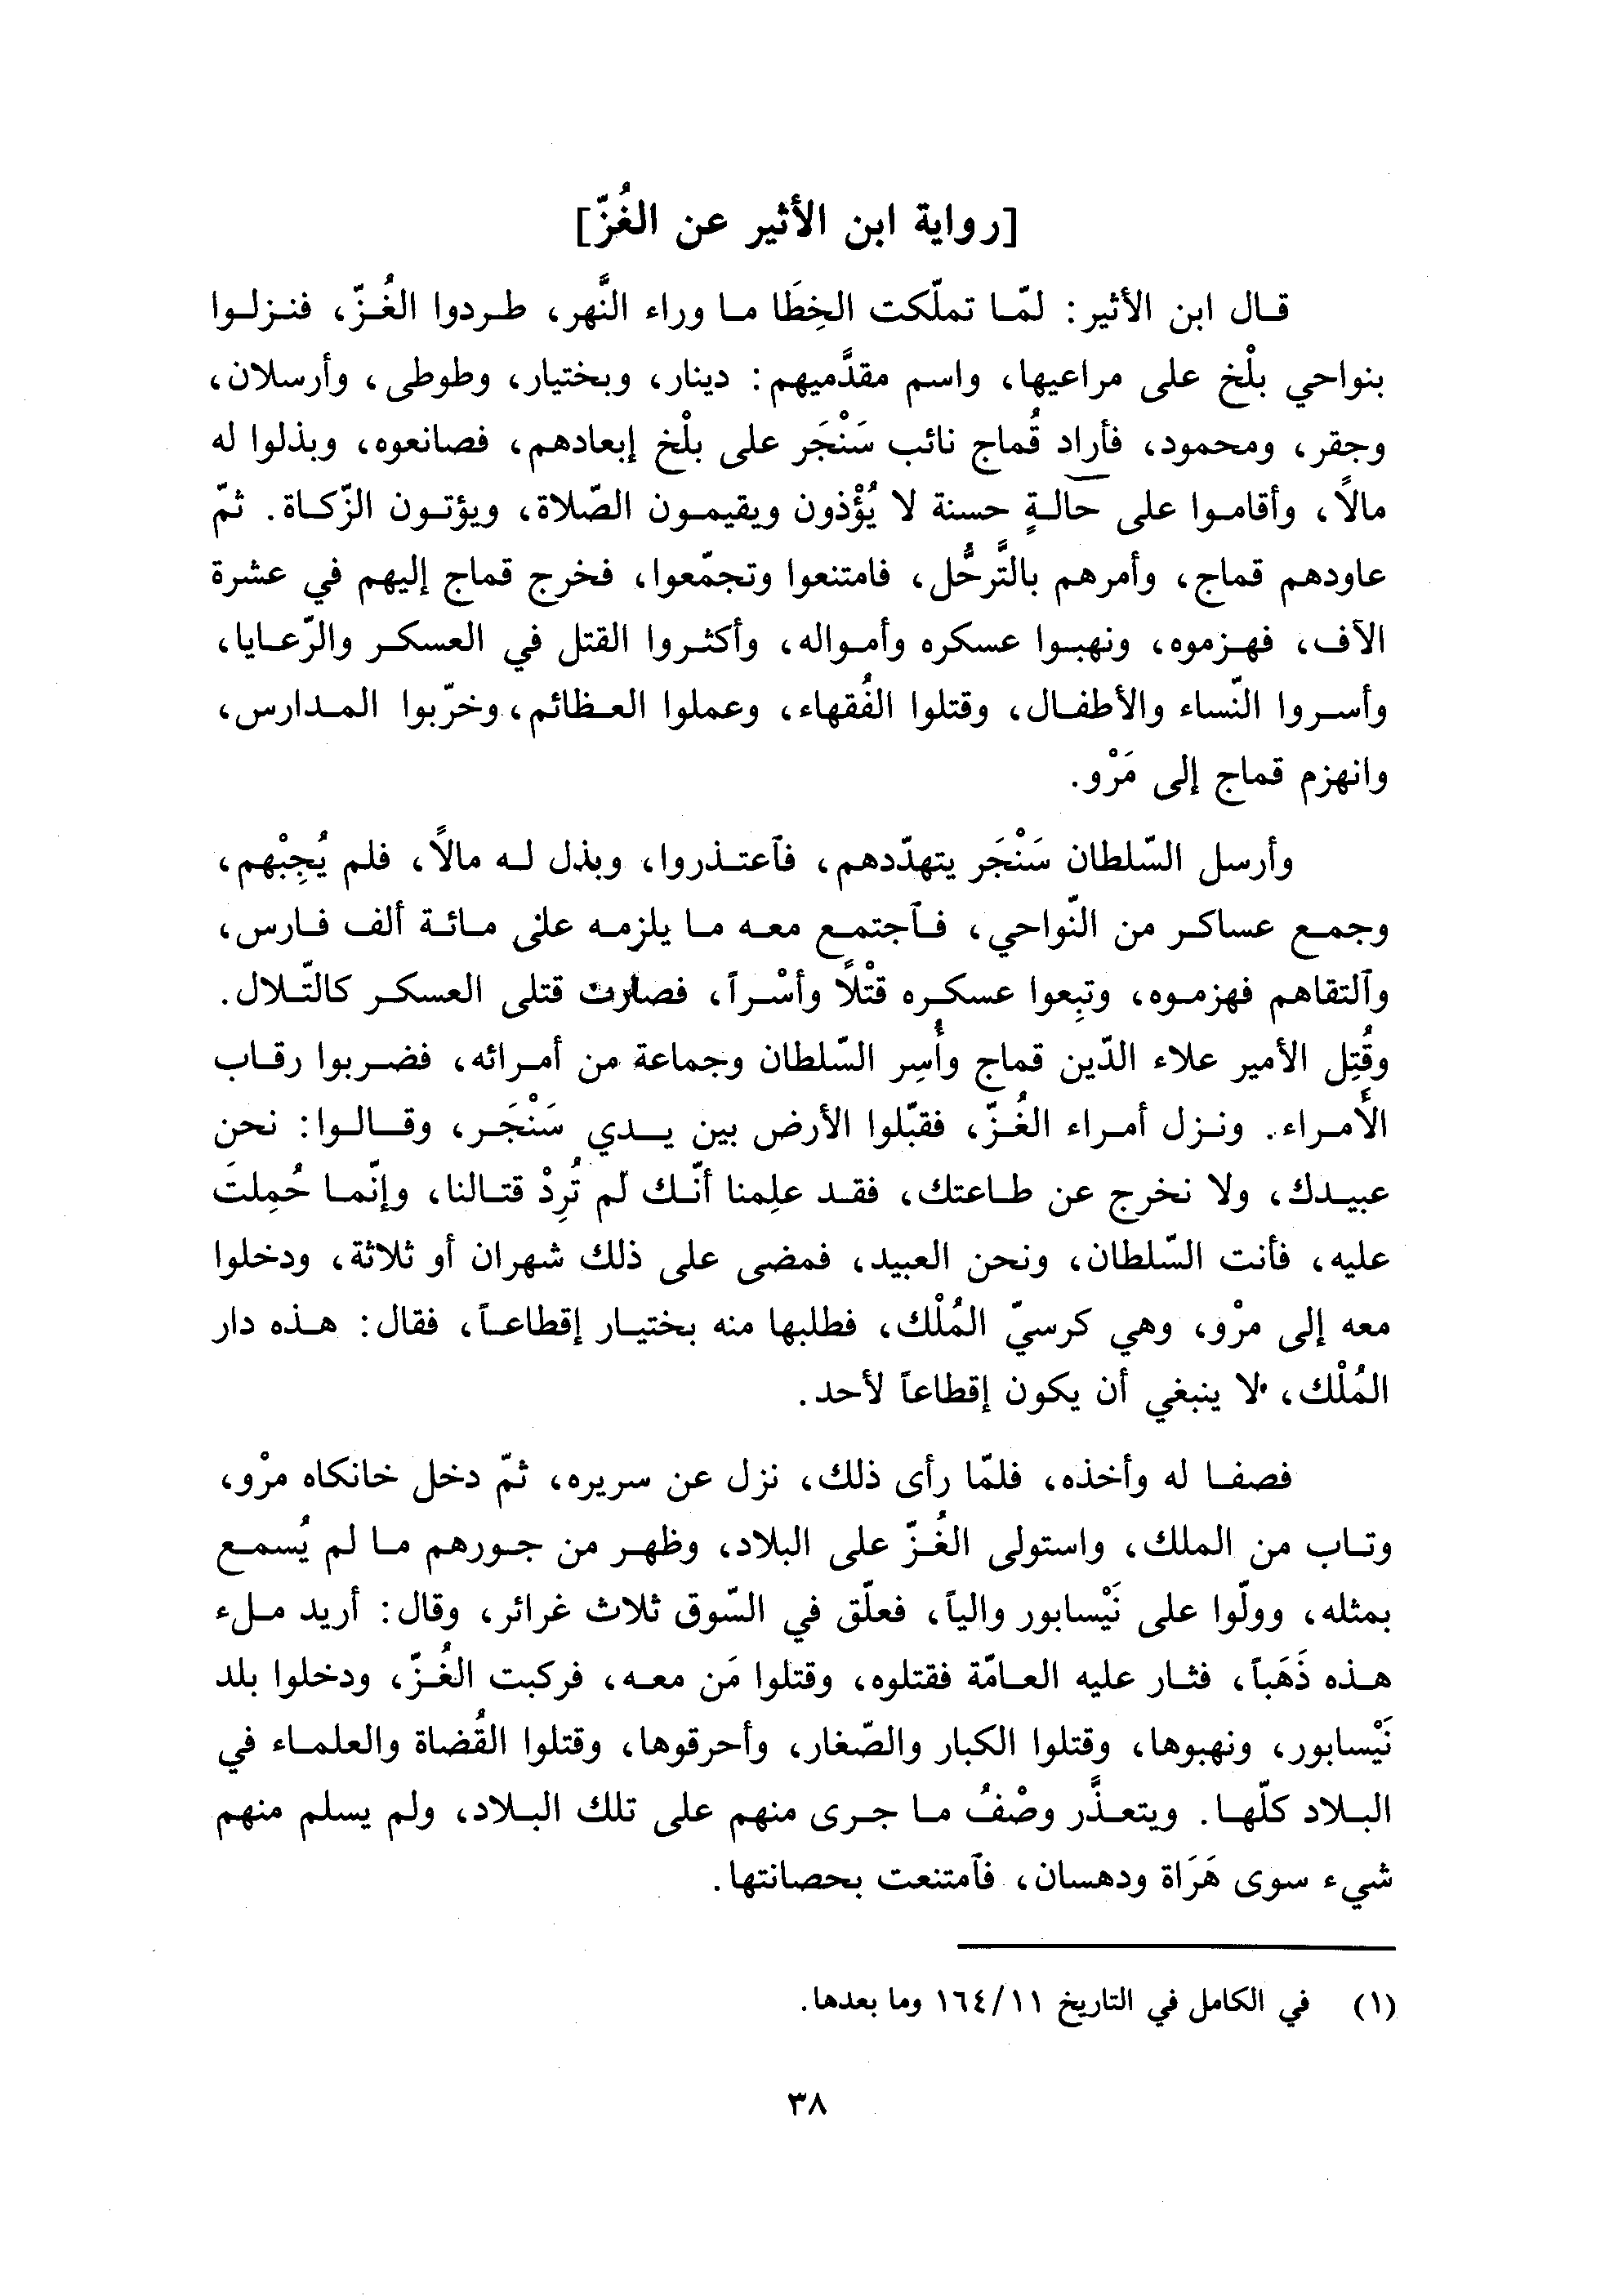 [رواية ابن الأثير عن الغُزّ]
قال ابن الأثير: لمّا تملّكت الخِطَا ما وراء النَّهر، طردوا الغُزّ، فنزلوا
بنواحي بلْخ على مراعيها، واسم مقدَّميهم: دينار، وبختيار، وطوطى، وأرسلان،
وجقر، ومحمود، فأراد قُماج نائب سَنْجَر على بلْخ إبعادهم، فصانعوه، وبذلوا له
مالاً، وأقاموا على حالةٍ حسنة لا يُؤْذون ويقيمون الصّلاة، ويؤتون الزّكاة. ثمّ
عاودهم قماج، وأمرهم بالتَّرحُّل، فامتنعوا وتجمّعوا، فخرج قماج إليهم في عشرة
آلاف، فهزموه، ونهبوا عسكره وأمواله، وأكثروا القتل في العسكر والرّعايا،
وأسروا النّساء والأطفال، وقتلوا الفُقهاء، وعملوا العظائم، وخرّبوا المدارس،
وانهزم قماج إلى مَرْو.
وأرسل السّلطان سَنْجَر يتهدّدهم، فآعتذروا، وبذل له مالاً، فلم يُجِبْهم،
وجمع عساكر من النّواحي، فآجتمع معه ما يلزمه على مائة ألف فارس،
وآلتقاهم فهزموه، وتبِعوا عسكره قتْلاً وأسْراً، فصارت قتلى العسكر كالتّلال.
وقُتِل الأمير علاء الدّين قماج وأُسِر السّلطان وجماعة من أمرائه، فضربوا رقاب
الأُمراء. ونزل أمراء الغُزّ، فقبّلوا الأرض بين يدي سَنْجَر، وقالوا: نحن
عبيدك، ولا نخرج عن طاعتك، فقد علِمنا أنّك لم تُرِدْ قتالنا، وإنّما حُمِلتَ
عليه، فأنت السّلطان، ونحن العبيد، فمضى على ذلك شهران أو ثلاثة، ودخلوا
معه إلى مرْو، وهي كرسيّ المُلْك، فطلبها منه بختيار إقطاعاً، فقال: هذه دار
المُلْك، لا ينبغي أن يكون إقطاعاً لأحد.
فصفا له وأخذه، فلمّا رأى ذلك، نزل عن سريره، ثمّ دخل خانكاه مرْو،
وتاب من الملك، واستولى الغُزّ على البلاد، وظهر من جورهم ما لم يُسمع
بمثله، وولّوا على نَيْسابور والياً، فعلّق في السّوق ثلاث غرائر، وقال: أريد ملء
هذه ذَهَباً، فثار عليه العامّة فقتلوه، وقتلوا مَن معه، فركبت الغُزّ، ودخلوا بلد
نَيْسابور، ونهبوها، وقتلوا الكبار والصّغار، وأحرقوها، وقتلوا القُضاة والعلماء في
البلاد كلّها. ويتعذَّر وصْفُ ما جرى منهم على تلك البلاد، ولم يسلم منهم
شيء سوى هَرَاة ودهسان، فآمتنعت بحصانتها.
(١) في الكامل في التاريخ ١٦٤/١١ وما بعدها.
٣٨